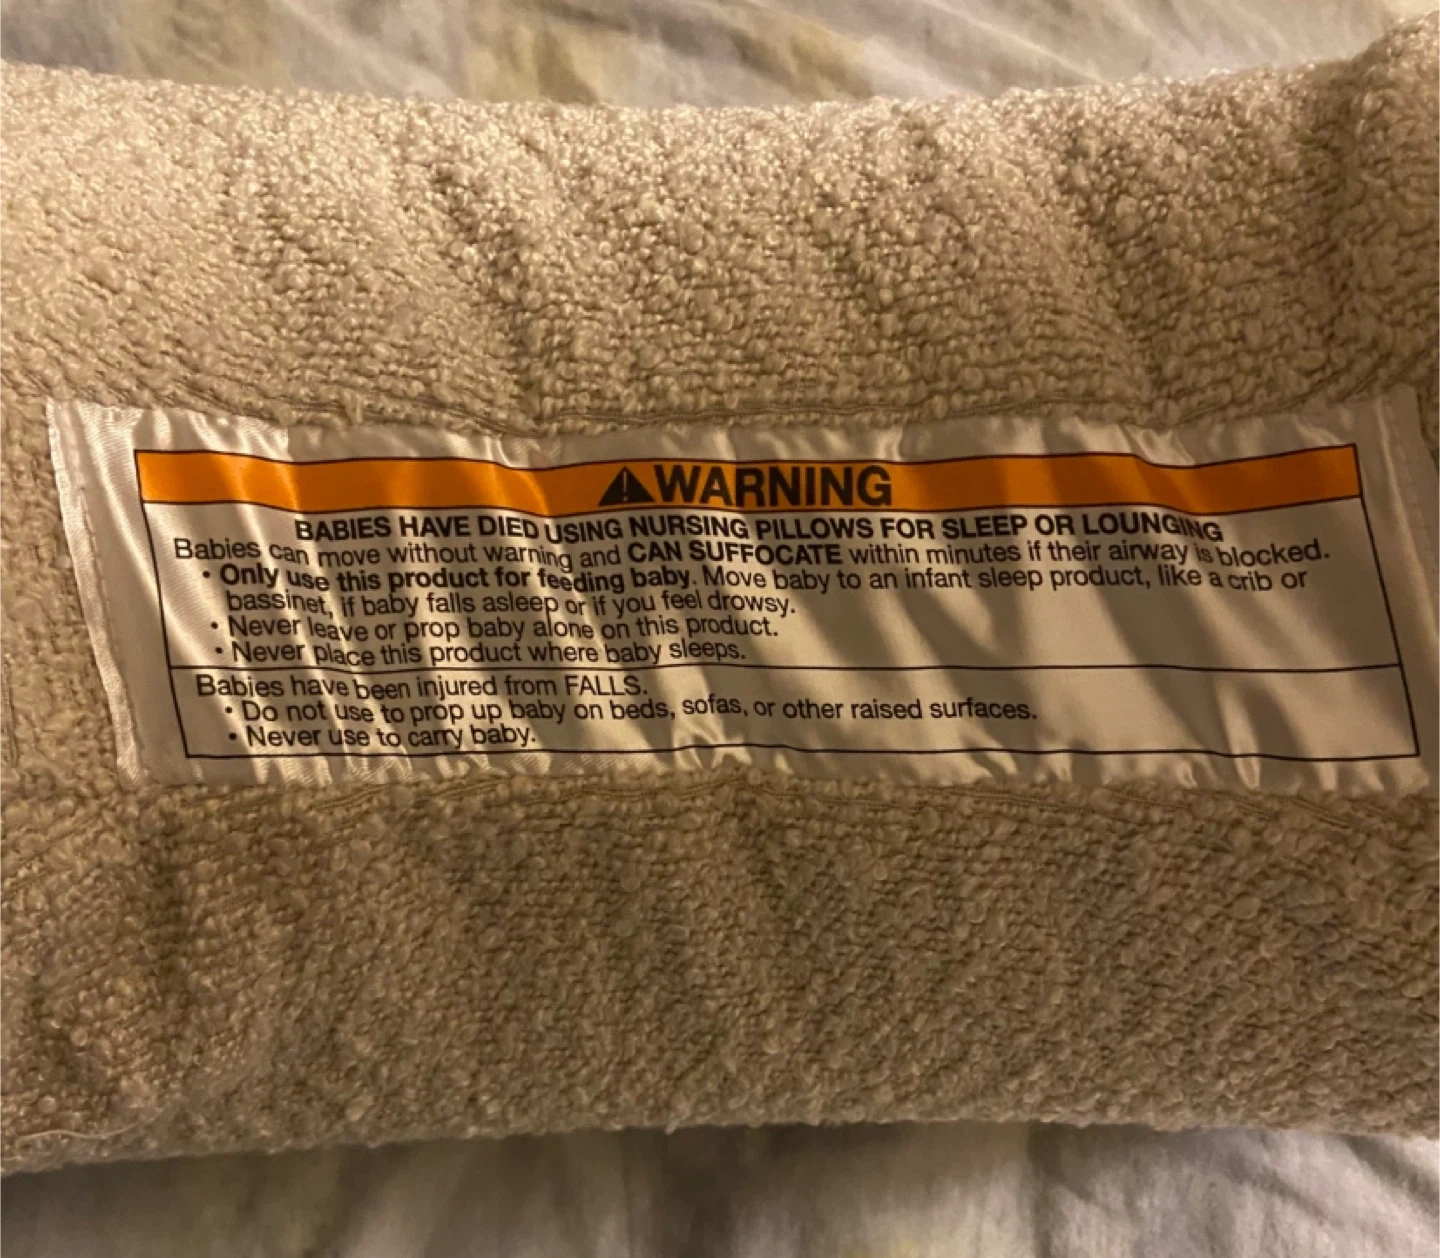 ⚠WARNING
BABIES HAVE DIED USING NURSING PILLOWS FOR SLEEP OR LOUNGING
Babies can move without warning and CAN SUFFOCATE within minutes if their airway is blocked.
• Only use this product for feeding baby. Move baby to an infant sleep product, like a crib or
bassinet, if baby falls asleep or if you feel drowsy.
• Never leave or prop baby alone on this product.
• Never place this product where baby sleeps.
Babies have been injured from FALLS.
• Do not use to prop up baby on beds, sofas, or other raised surfaces.
• Never use to carry baby.